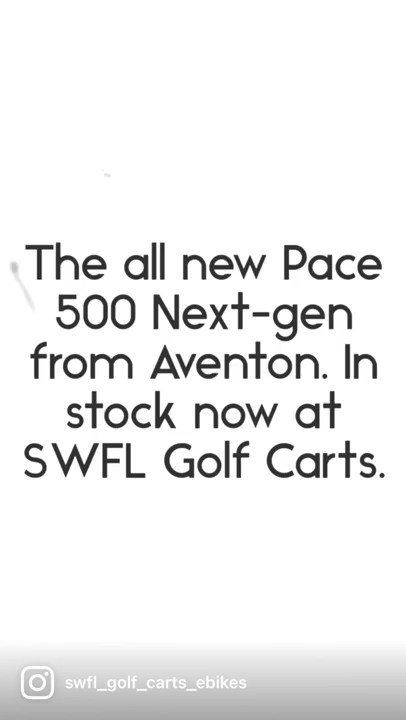 The all new Pace
500 Next-gen
from Aventon. In
stock now at
SWFL Golf Carts.
swfl_golf_carts_ebikes